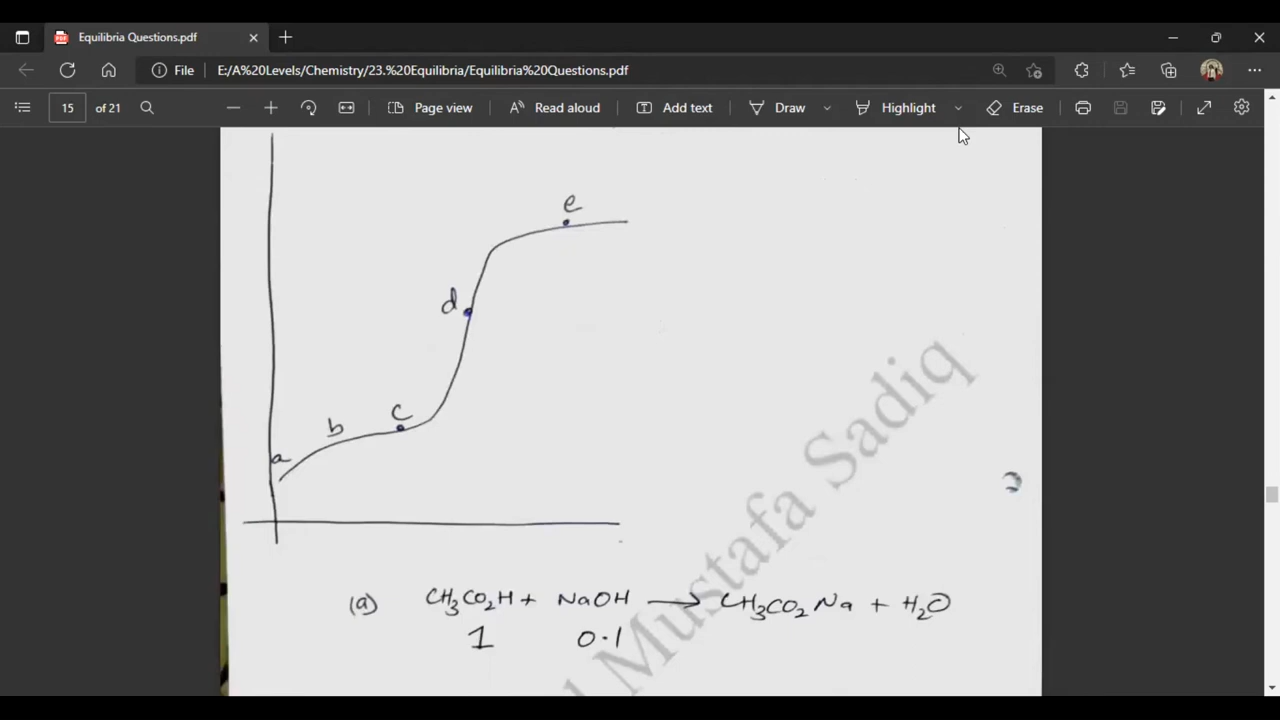 Equilibria Questions.pdf
File E:/A%20Levels/Chemistry/23.%20Equilibria/Equilibria%20Questions.pdf
15 of 21 Page view Read aloud Add text Draw Highlight Erase
e
d
c
b
a
(a) CH3CO2H + NaOH → CH3CO2Na + H2O
1 0.1
Mustafa Sadiq